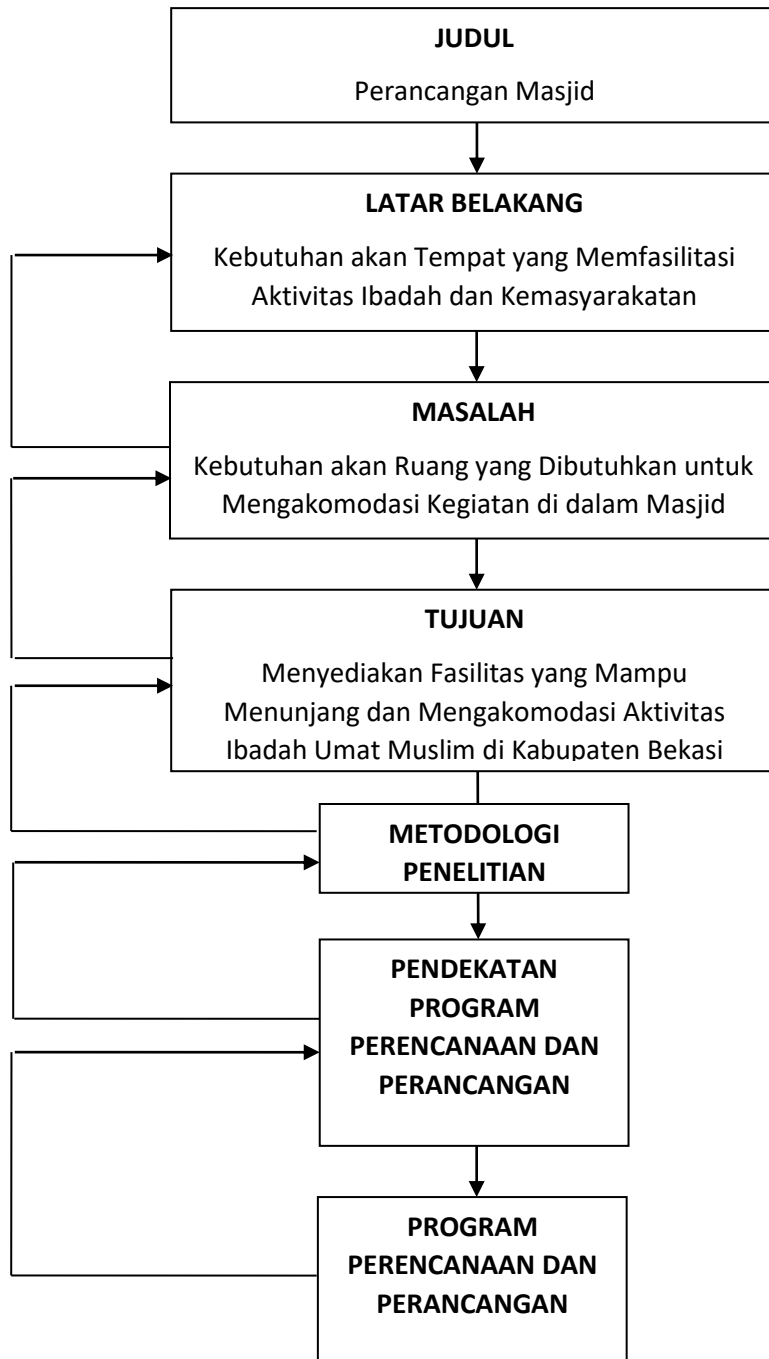 JUDUL
Perancangan Masjid
LATAR BELAKANG
Kebutuhan akan Tempat yang Memfasilitasi
Aktivitas Ibadah dan Kemasyarakatan
MASALAH
Kebutuhan akan Ruang yang Dibutuhkan untuk
Mengakomodasi Kegiatan di dalam Masjid
TUJUAN
Menyediakan Fasilitas yang Mampu
Menunjang dan Mengakomodasi Aktivitas
Ibadah Umat Muslim di Kabupaten Bekasi
METODOLOGI
PENELITIAN
PENDEKATAN
PROGRAM
PERENCANAAN DAN
PERANCANGAN
PROGRAM
PERENCANAAN DAN
PERANCANGAN